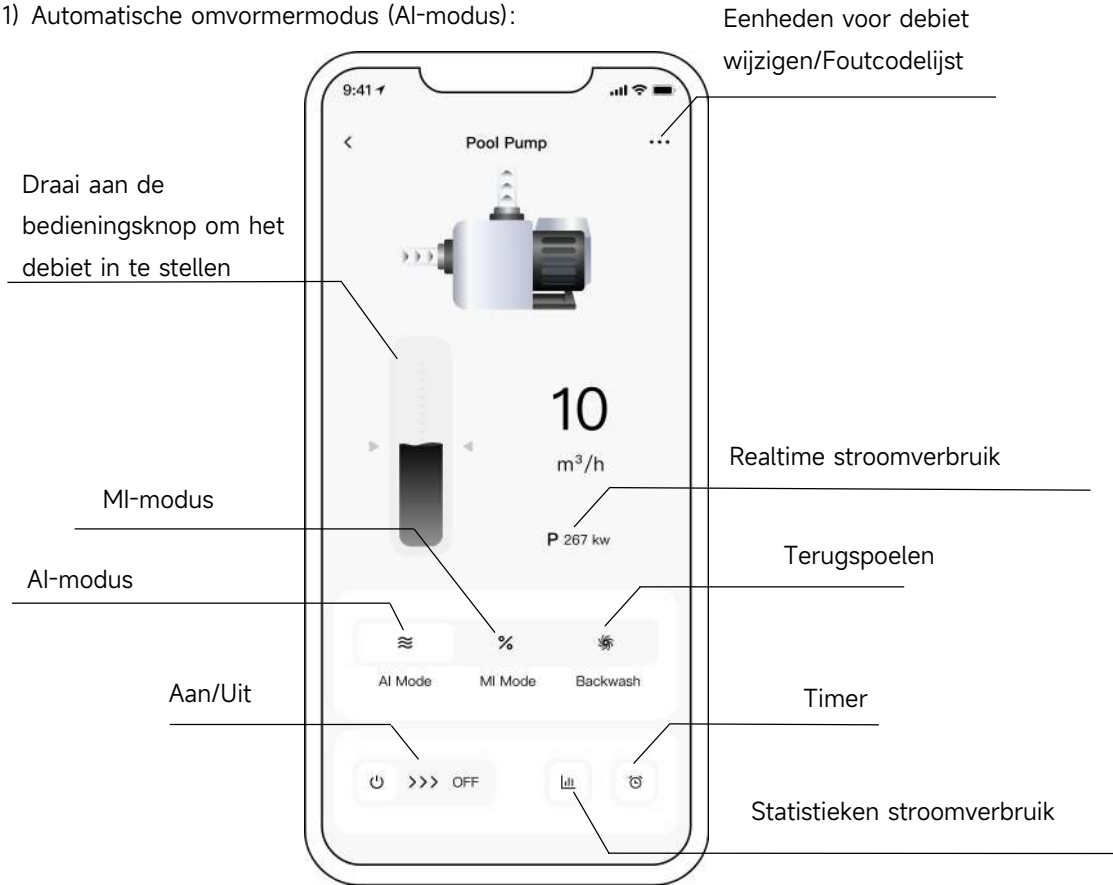 1) Automatische omvormermodus (AI-modus):
Eenheden voor debiet
wijzigen/Foutcodelijst
9:41
Pool Pump
Draai aan de
bedieningsknop om het
debiet in te stellen
10
m³/h
Realtime stroomverbruik
MI-modus
P 267 kw
Terugspoelen
AI-modus
%
AI Mode
MI Mode
Backwash
Aan/Uit
Timer
>>> OFF
Statistieken stroomverbruik